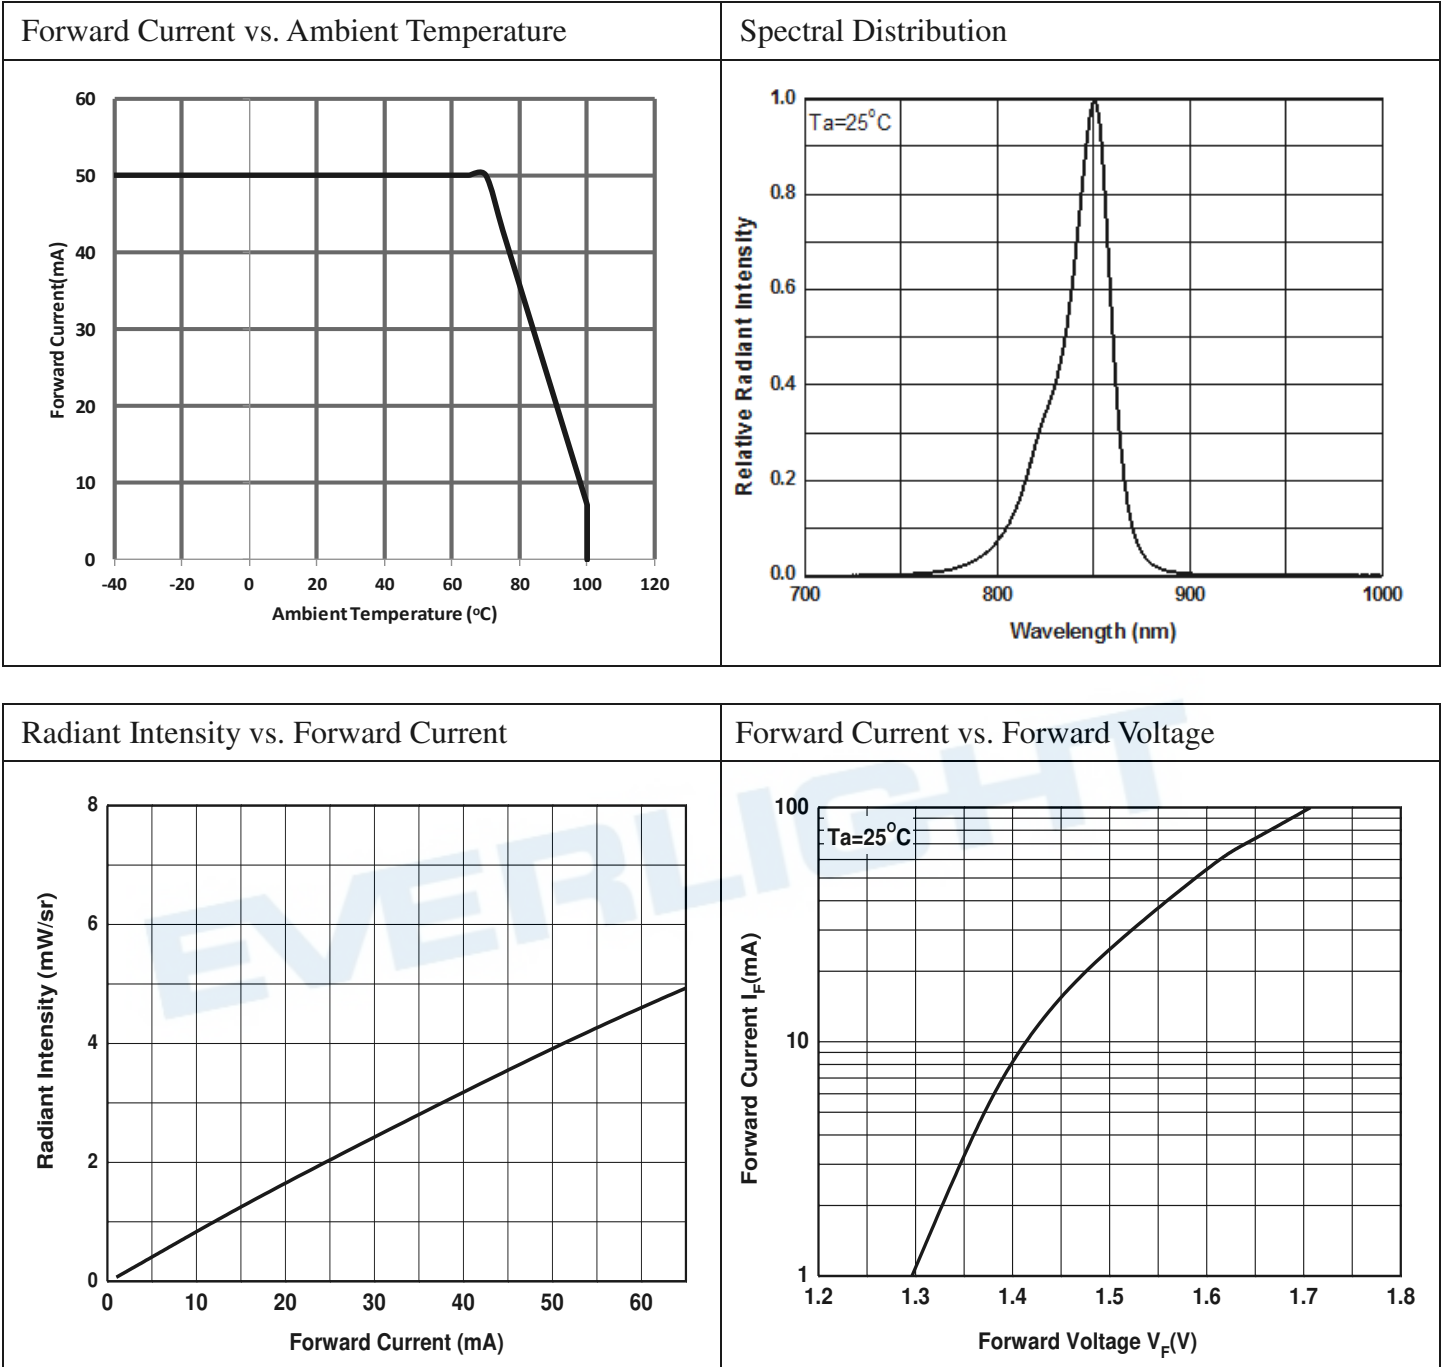 Forward Current vs. Ambient Temperature
Spectral Distribution
60
50
40
30
20
10
0
-40 -20 0 20 40 60 80 100 120
Forward Current(mA)
Ambient Temperature (ºC)
Ta=25°C
1.0
0.8
0.6
0.4
0.2
0.0
700 800 900 1000
Relative Radiant Intensity
Wavelength (nm)
Radiant Intensity vs. Forward Current
Forward Current vs. Forward Voltage
8
6
4
2
0
0 10 20 30 40 50 60
Radiant Intensity (mW/sr)
Forward Current (mA)
Ta=25°C
100
10
1
1.2 1.3 1.4 1.5 1.6 1.7 1.8
Forward Current IF(mA)
Forward Voltage VF(V)
EVERLIGHT